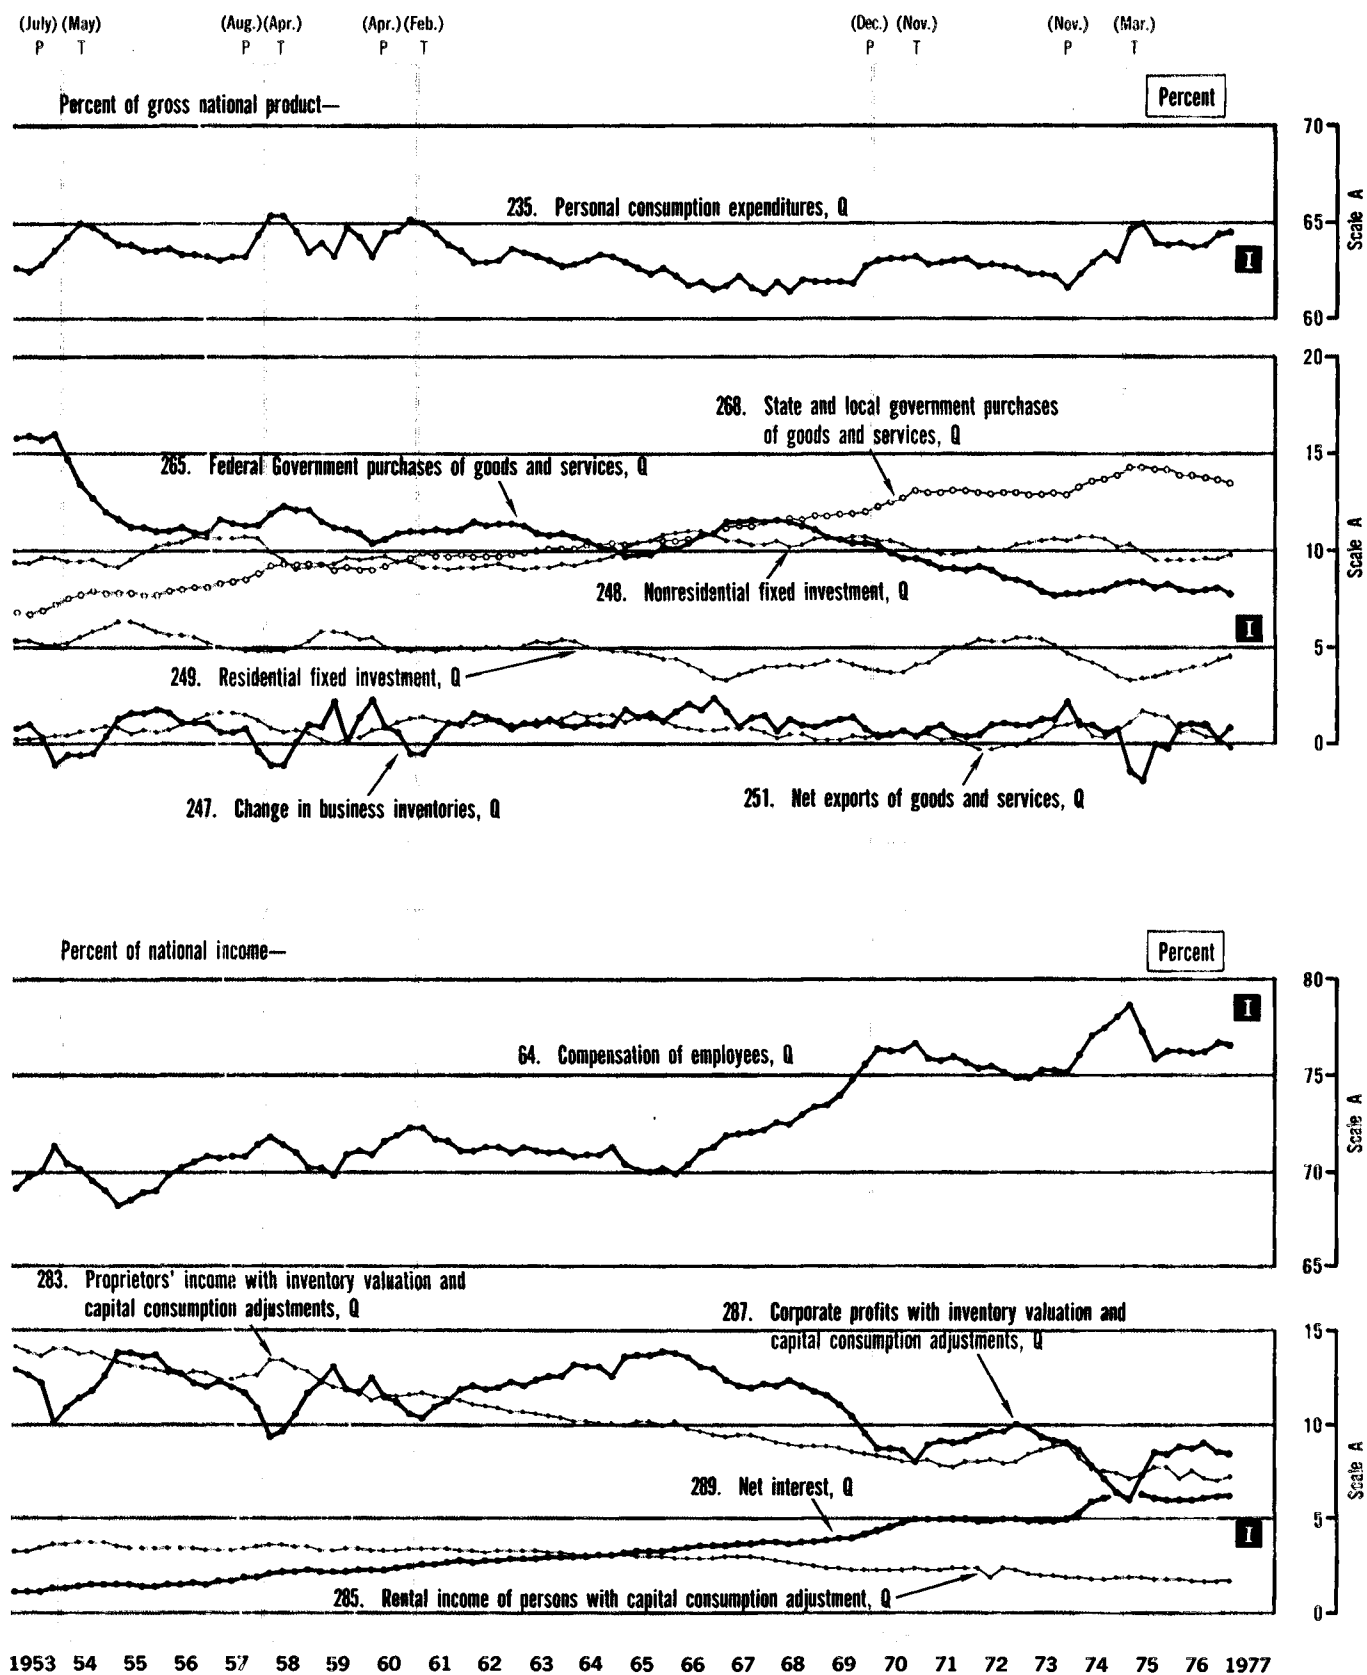 (July) (May) (Aug.) (Apr.) (Apr.) (Feb.) (Dec.) (Nov.) (Nov.) (Mar.)
P T P T P T P T P T
Percent of gross national product—
Percent
70
235. Personal consumption expenditures, Q
65
Scale A
I
60
20
268. State and local government purchases
of goods and services, Q
15
265. Federal Government purchases of goods and services, Q
10
Scale A
248. Nonresidential fixed investment, Q
I
5
249. Residential fixed investment, Q
0
247. Change in business inventories, Q
251. Net exports of goods and services, Q
Percent of national income—
Percent
80
I
64. Compensation of employees, Q
75
Scale A
70
65
283. Proprietors' income with inventory valuation and
capital consumption adjustments, Q
287. Corporate profits with inventory valuation and
capital consumption adjustments, Q
15
10
Scale A
289. Net interest, Q
5
I
285. Rental income of persons with capital consumption adjustment, Q
0
1953 54 55 56 57 58 59 60 61 62 63 64 65 66 67 68 69 70 71 72 73 74 75 76 1977